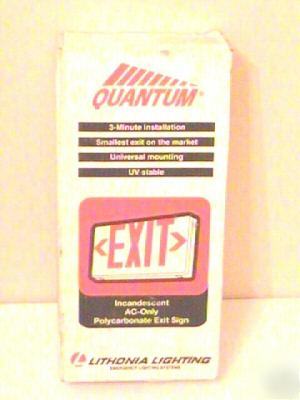 QUANTUM®
3-Minute installation
Smallest exit on the market
Universal mounting
UV stable
EXIT
Incandescent
AC-Only
Polycarbonate Exit Sign
LITHONIA LIGHTING
EMERGENCY LIGHTING SYSTEMS